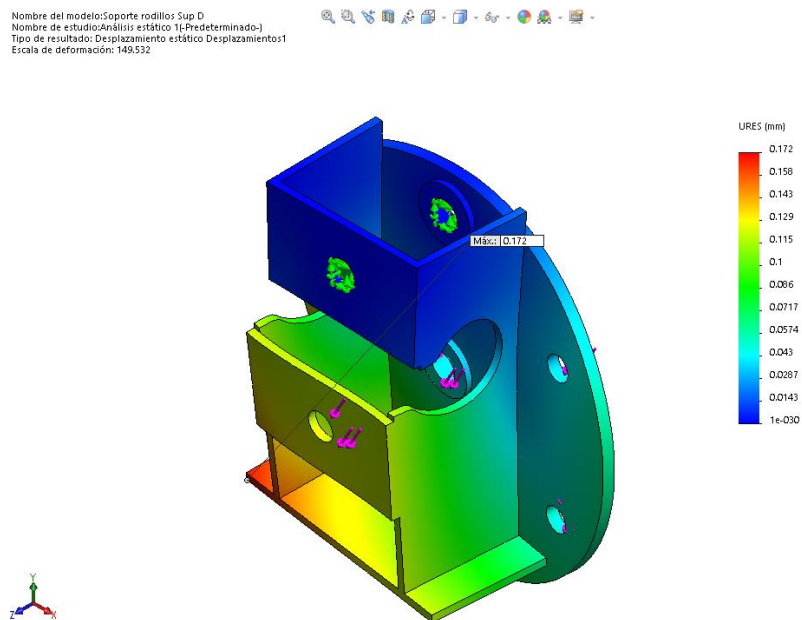 Nombre del modelo:Soporte rodillos Sup D
Nombre de estudio:Análisis estático 1(-Predeterminado-)
Tipo de resultado: Desplazamiento estático Desplazamientos1
Escala de deformación: 149.532
URES (mm)
0.172
0.158
0.143
0.129
0.115
0.1
0.086
0.0717
0.0574
0.043
0.0287
0.0143
1e-030
Máx.: 0.172
Y
Z
X